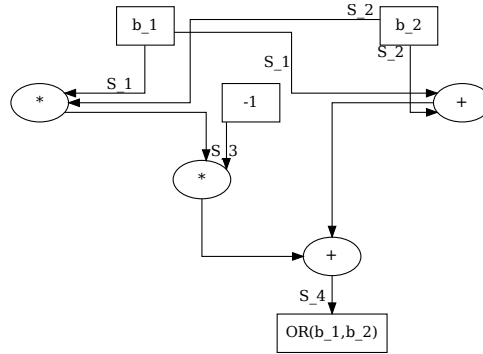 b_1
S_2
b_2
S_1
S_2
S_1
-1
*
+
S_3
*
+
S_4
OR(b_1,b_2)